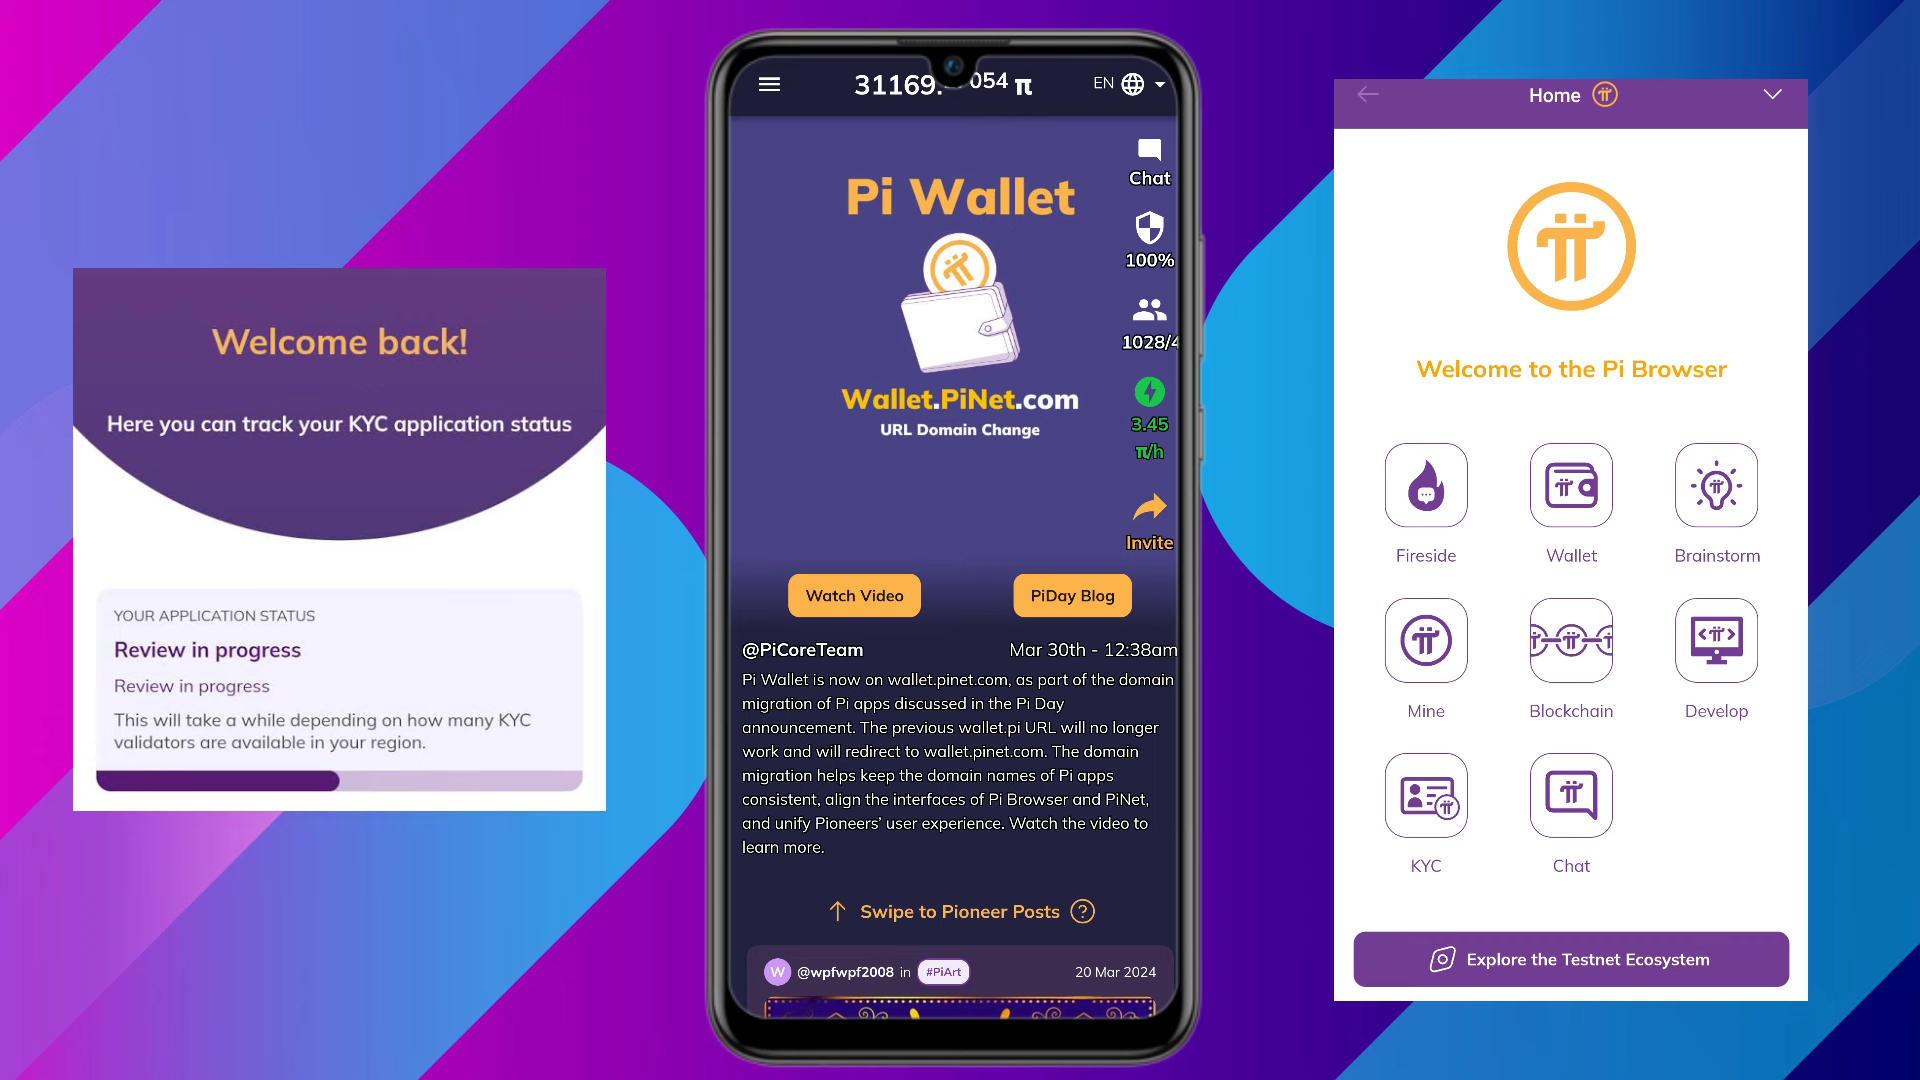 Welcome back!
Here you can track your KYC application status
YOUR APPLICATION STATUS
Review in progress
Review in progress
This will take a while depending on how many KYC
validators are available in your region.
31169. 054 π
EN
Chat
100%
1028/4
3.45
π/h
Invite
Pi Wallet
Wallet.PiNet.com
URL Domain Change
Watch Video
PiDay Blog
@PiCoreTeam
Mar 30th - 12:38am
Pi Wallet is now on wallet.pinet.com, as part of the domain
migration of Pi apps discussed in the Pi Day
announcement. The previous wallet.pi URL will no longer
work and will redirect to wallet.pinet.com. The domain
migration helps keep the domain names of Pi apps
consistent, align the interfaces of Pi Browser and PiNet,
and unify Pioneers’ user experience. Watch the video to
learn more.
Swipe to Pioneer Posts ?
W @wpfwpf2008 in #PiArt 20 Mar 2024
Home
Welcome to the Pi Browser
Fireside
Wallet
Brainstorm
Mine
Blockchain
Develop
KYC
Chat
Explore the Testnet Ecosystem